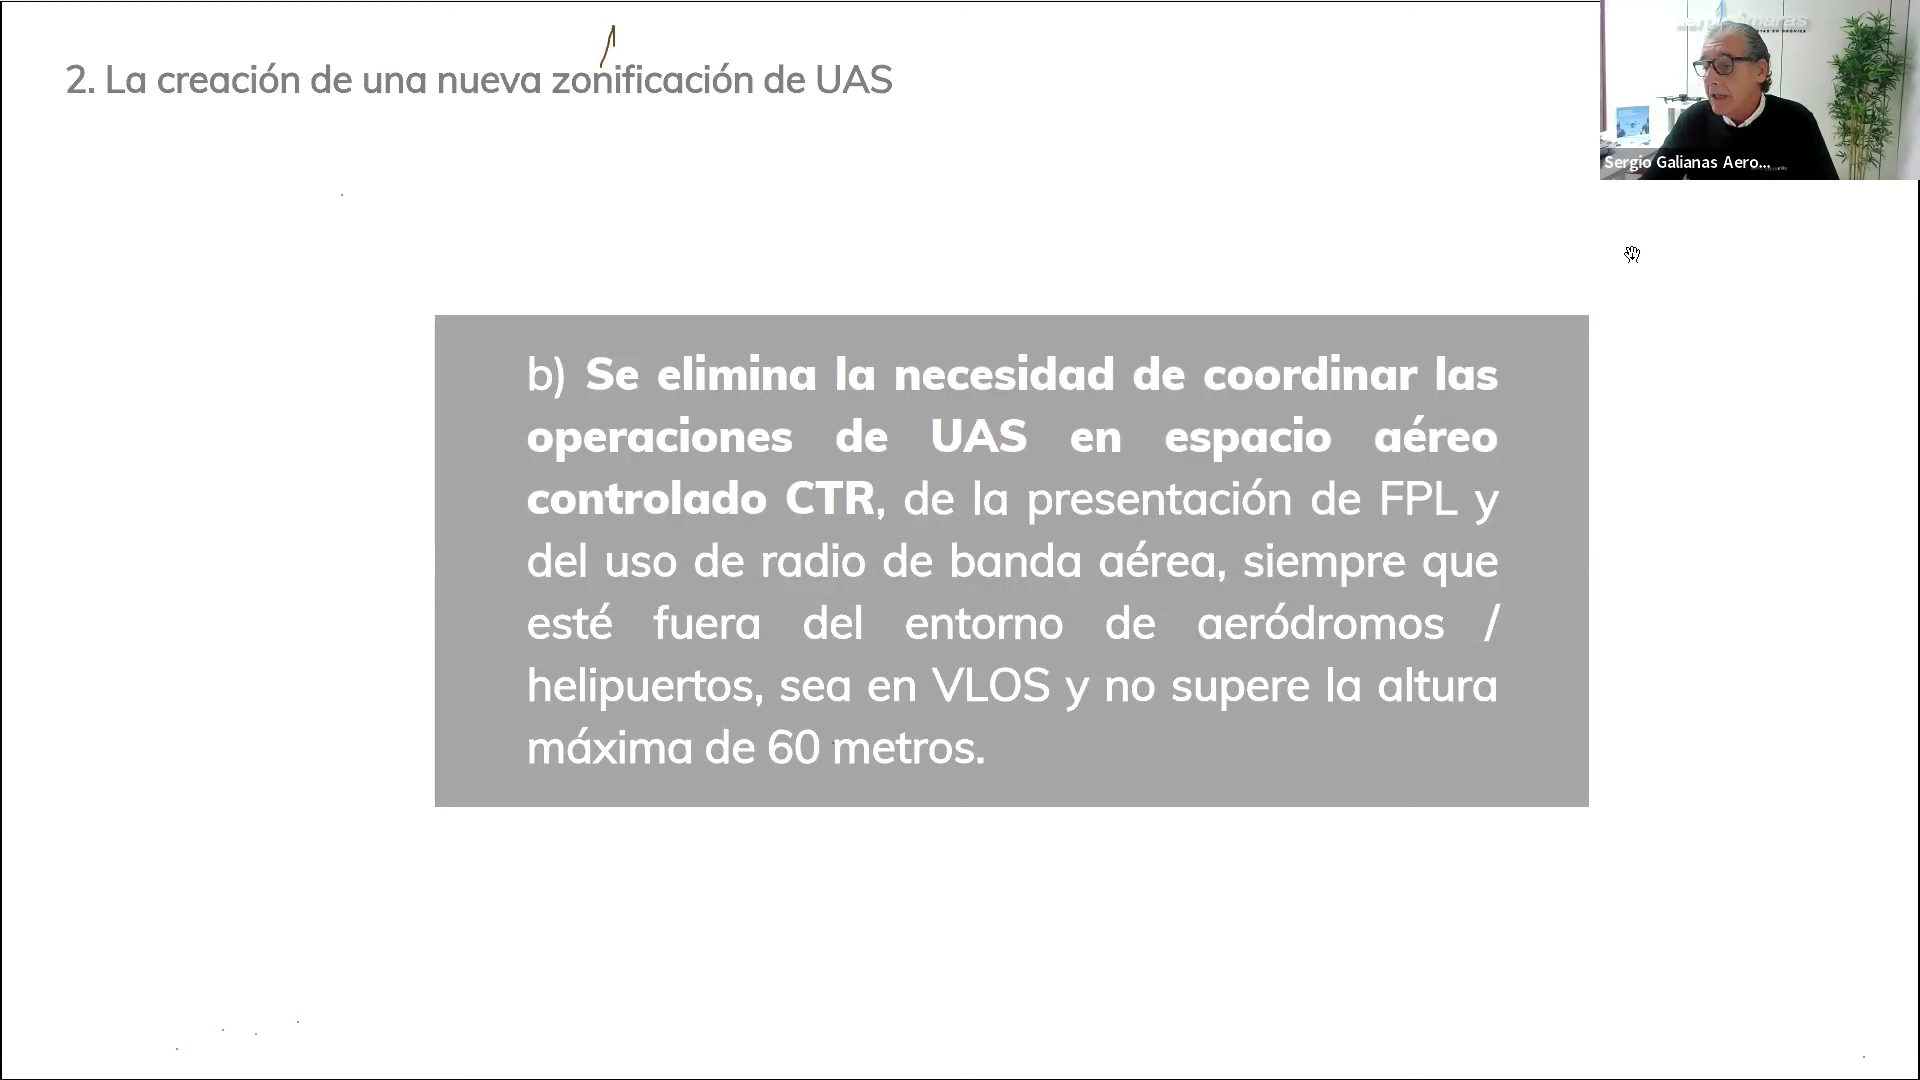 2. La creación de una nueva zonificación de UAS
Sergio Galianas Aero...
b) Se elimina la necesidad de coordinar las
operaciones de UAS en espacio aéreo
controlado CTR, de la presentación de FPL y
del uso de radio de banda aérea, siempre que
esté fuera del entorno de aeródromos /
helipuertos, sea en VLOS y no supere la altura
máxima de 60 metros.